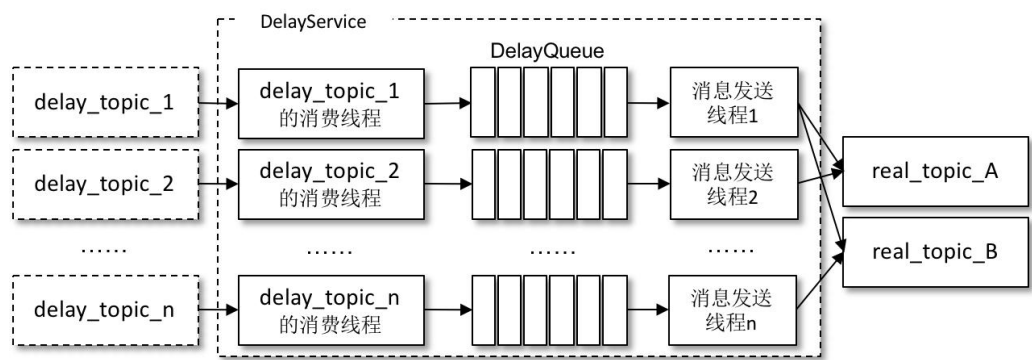 DelayService
DelayQueue
delay_topic_1
delay_topic_1
的消费线程
消息发送
线程1
delay_topic_2
delay_topic_2
的消费线程
消息发送
线程2
real_topic_A
……
……
……
……
real_topic_B
delay_topic_n
delay_topic_n
的消费线程
消息发送
线程n